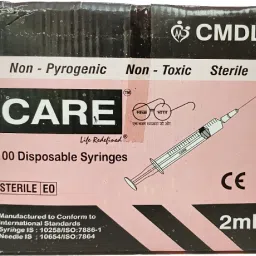 CMDL
Non - Pyrogenic Non - Toxic Sterile
CARE™
Life Redefined
00 Disposable Syringes
STERILE EO
CE
Manufactured to Conform to
International Standards
Syringe IS : 10258/ISO:7886-1
Needle IS : 10654/ISO:7864
2ml